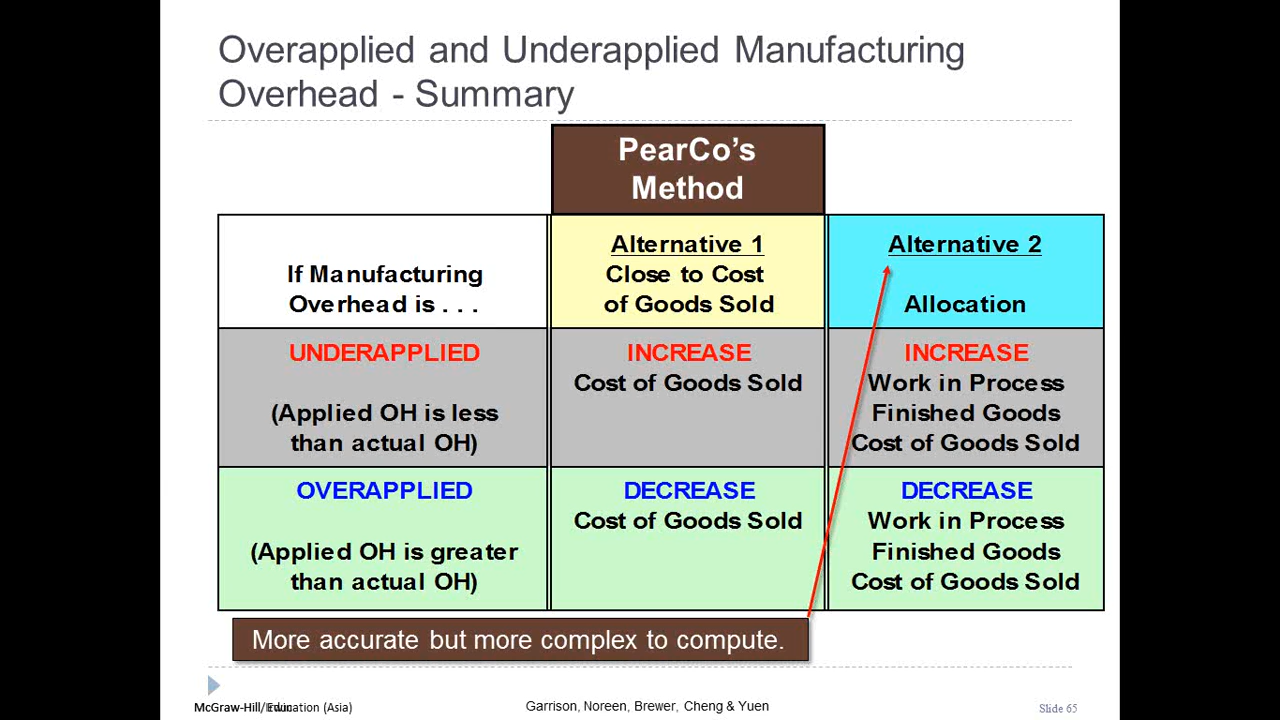 Overapplied and Underapplied Manufacturing
Overhead - Summary
PearCo's
Method
If Manufacturing
Overhead is . . .
Alternative 1
Close to Cost
of Goods Sold
Alternative 2
Allocation
UNDERAPPLIED
(Applied OH is less
than actual OH)
INCREASE
Cost of Goods Sold
INCREASE
Work in Process
Finished Goods
Cost of Goods Sold
OVERAPPLIED
(Applied OH is greater
than actual OH)
DECREASE
Cost of Goods Sold
DECREASE
Work in Process
Finished Goods
Cost of Goods Sold
More accurate but more complex to compute.
McGraw-Hill/ (Asia)
Garrison, Noreen, Brewer, Cheng & Yuen
Slide 65